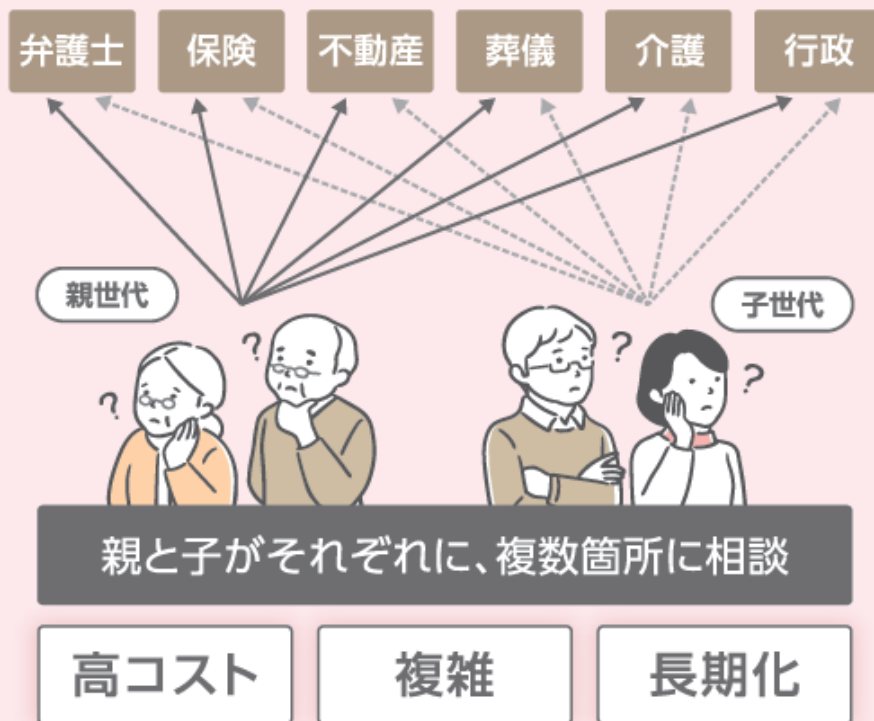 弁護士
保険
不動産
葬儀
介護
行政
親世代
子世代
?
?
?
?
親と子がそれぞれに、複数箇所に相談
高コスト
複雑
長期化